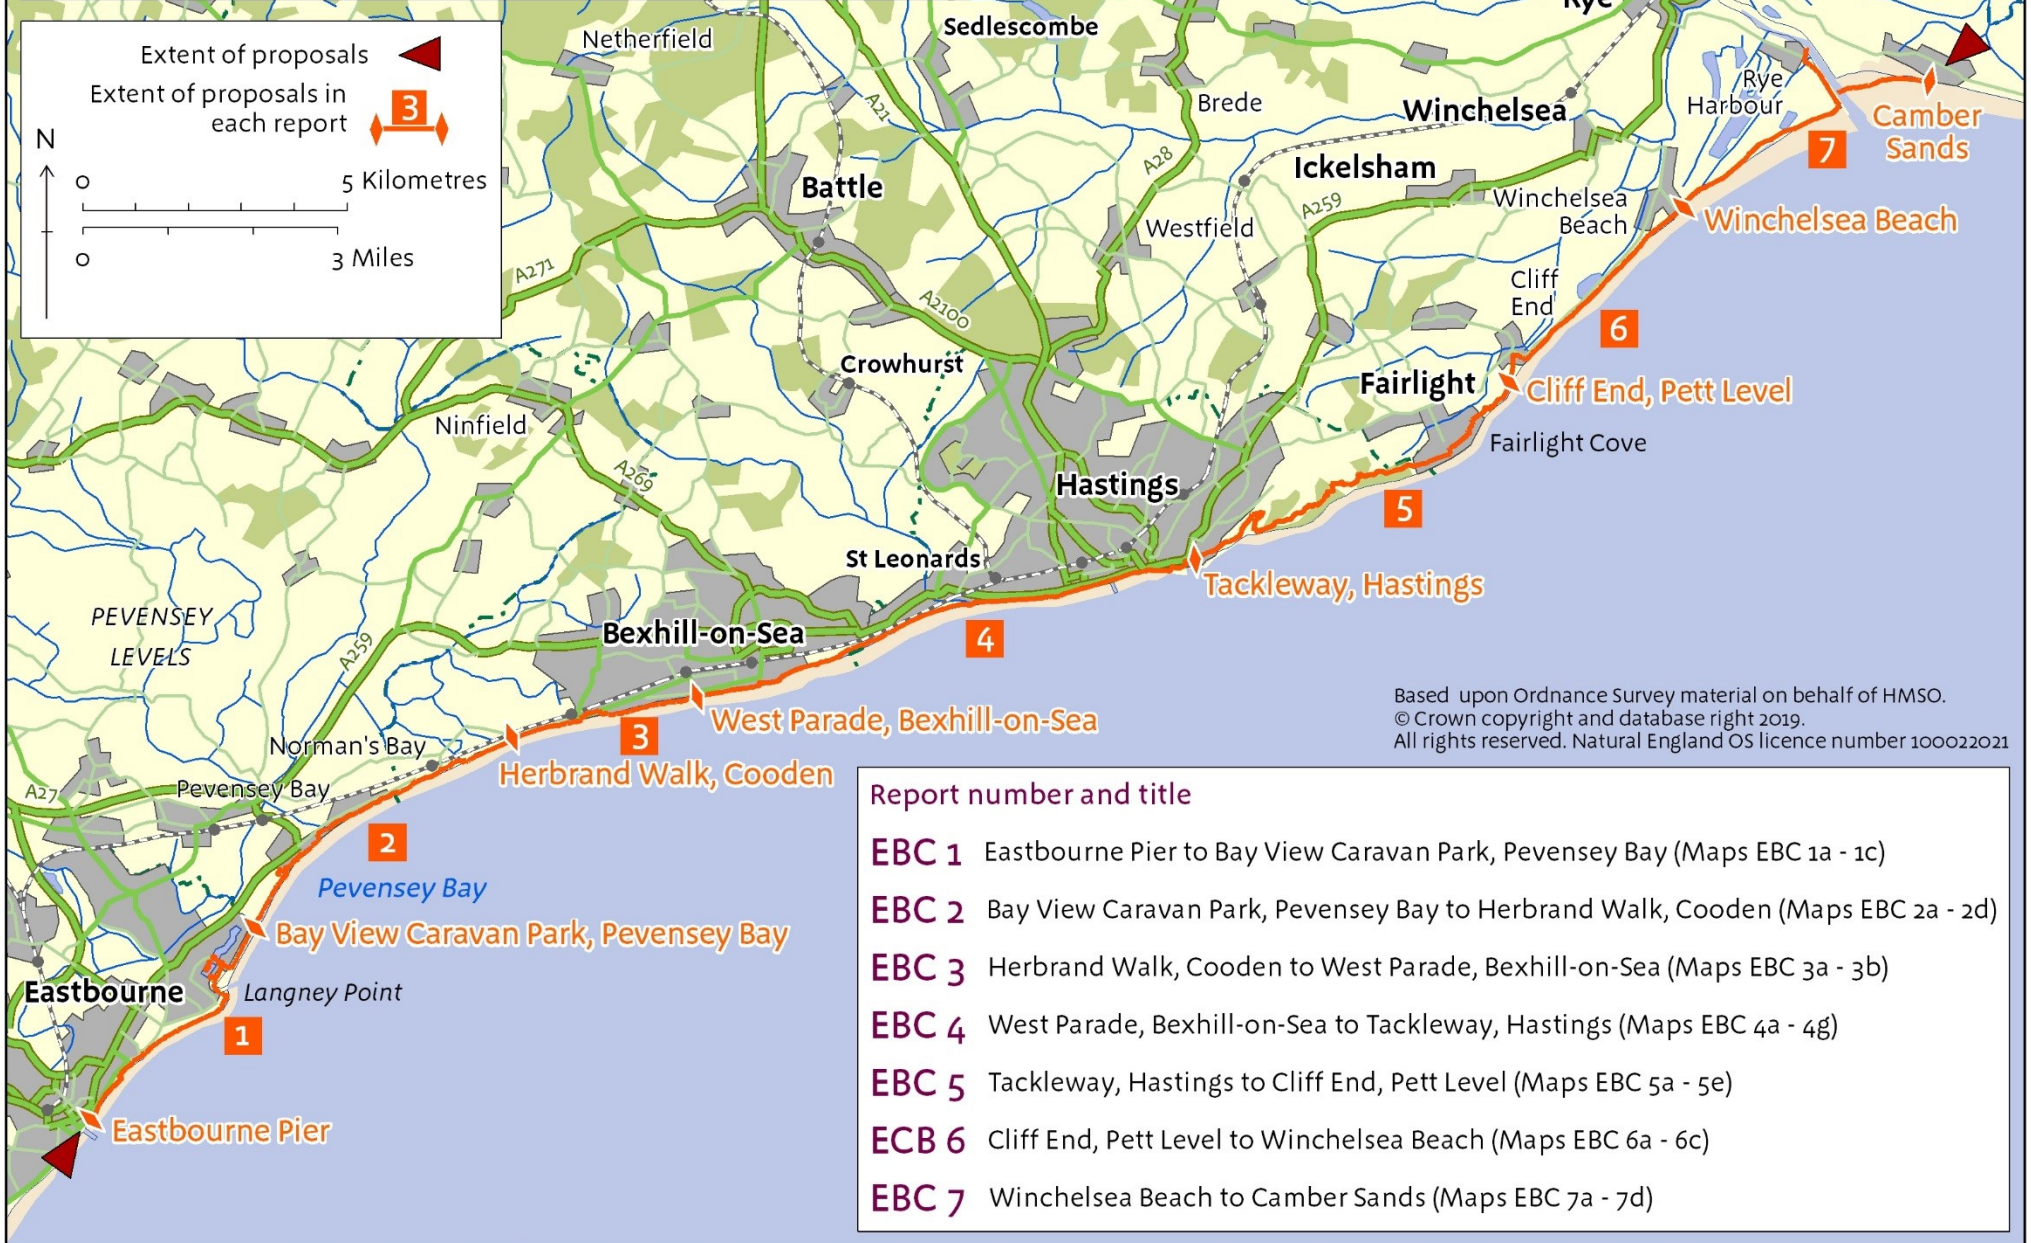 Rye
Sedlescombe
Netherfield
Extent of proposals
Extent of proposals in
each report
3
N
0
5 Kilometres
0
3 Miles
A21
Brede
Winchelsea
Rye
Harbour
Camber
Sands
7
A28
Ickelsham
Battle
A259
Winchelsea
Beach
Winchelsea Beach
Westfield
A271
Cliff
End
A2100
6
Crowhurst
Fairlight
Cliff End, Pett Level
Ninfield
Fairlight Cove
A269
Hastings
5
St Leonards
Tackleway, Hastings
PEVENSEY
LEVELS
A259
Bexhill-on-Sea
4
West Parade, Bexhill-on-Sea
3
Norman's Bay
Herbrand Walk, Cooden
Pevensey Bay
A27
2
Pevensey Bay
Bay View Caravan Park, Pevensey Bay
Eastbourne
Langney Point
1
Eastbourne Pier
Based upon Ordnance Survey material on behalf of HMSO.
© Crown copyright and database right 2019.
All rights reserved. Natural England OS licence number 100022021
Report number and title
EBC 1 Eastbourne Pier to Bay View Caravan Park, Pevensey Bay (Maps EBC 1a - 1c)
EBC 2 Bay View Caravan Park, Pevensey Bay to Herbrand Walk, Cooden (Maps EBC 2a - 2d)
EBC 3 Herbrand Walk, Cooden to West Parade, Bexhill-on-Sea (Maps EBC 3a - 3b)
EBC 4 West Parade, Bexhill-on-Sea to Tackleway, Hastings (Maps EBC 4a - 4g)
EBC 5 Tackleway, Hastings to Cliff End, Pett Level (Maps EBC 5a - 5e)
ECB 6 Cliff End, Pett Level to Winchelsea Beach (Maps EBC 6a - 6c)
EBC 7 Winchelsea Beach to Camber Sands (Maps EBC 7a - 7d)